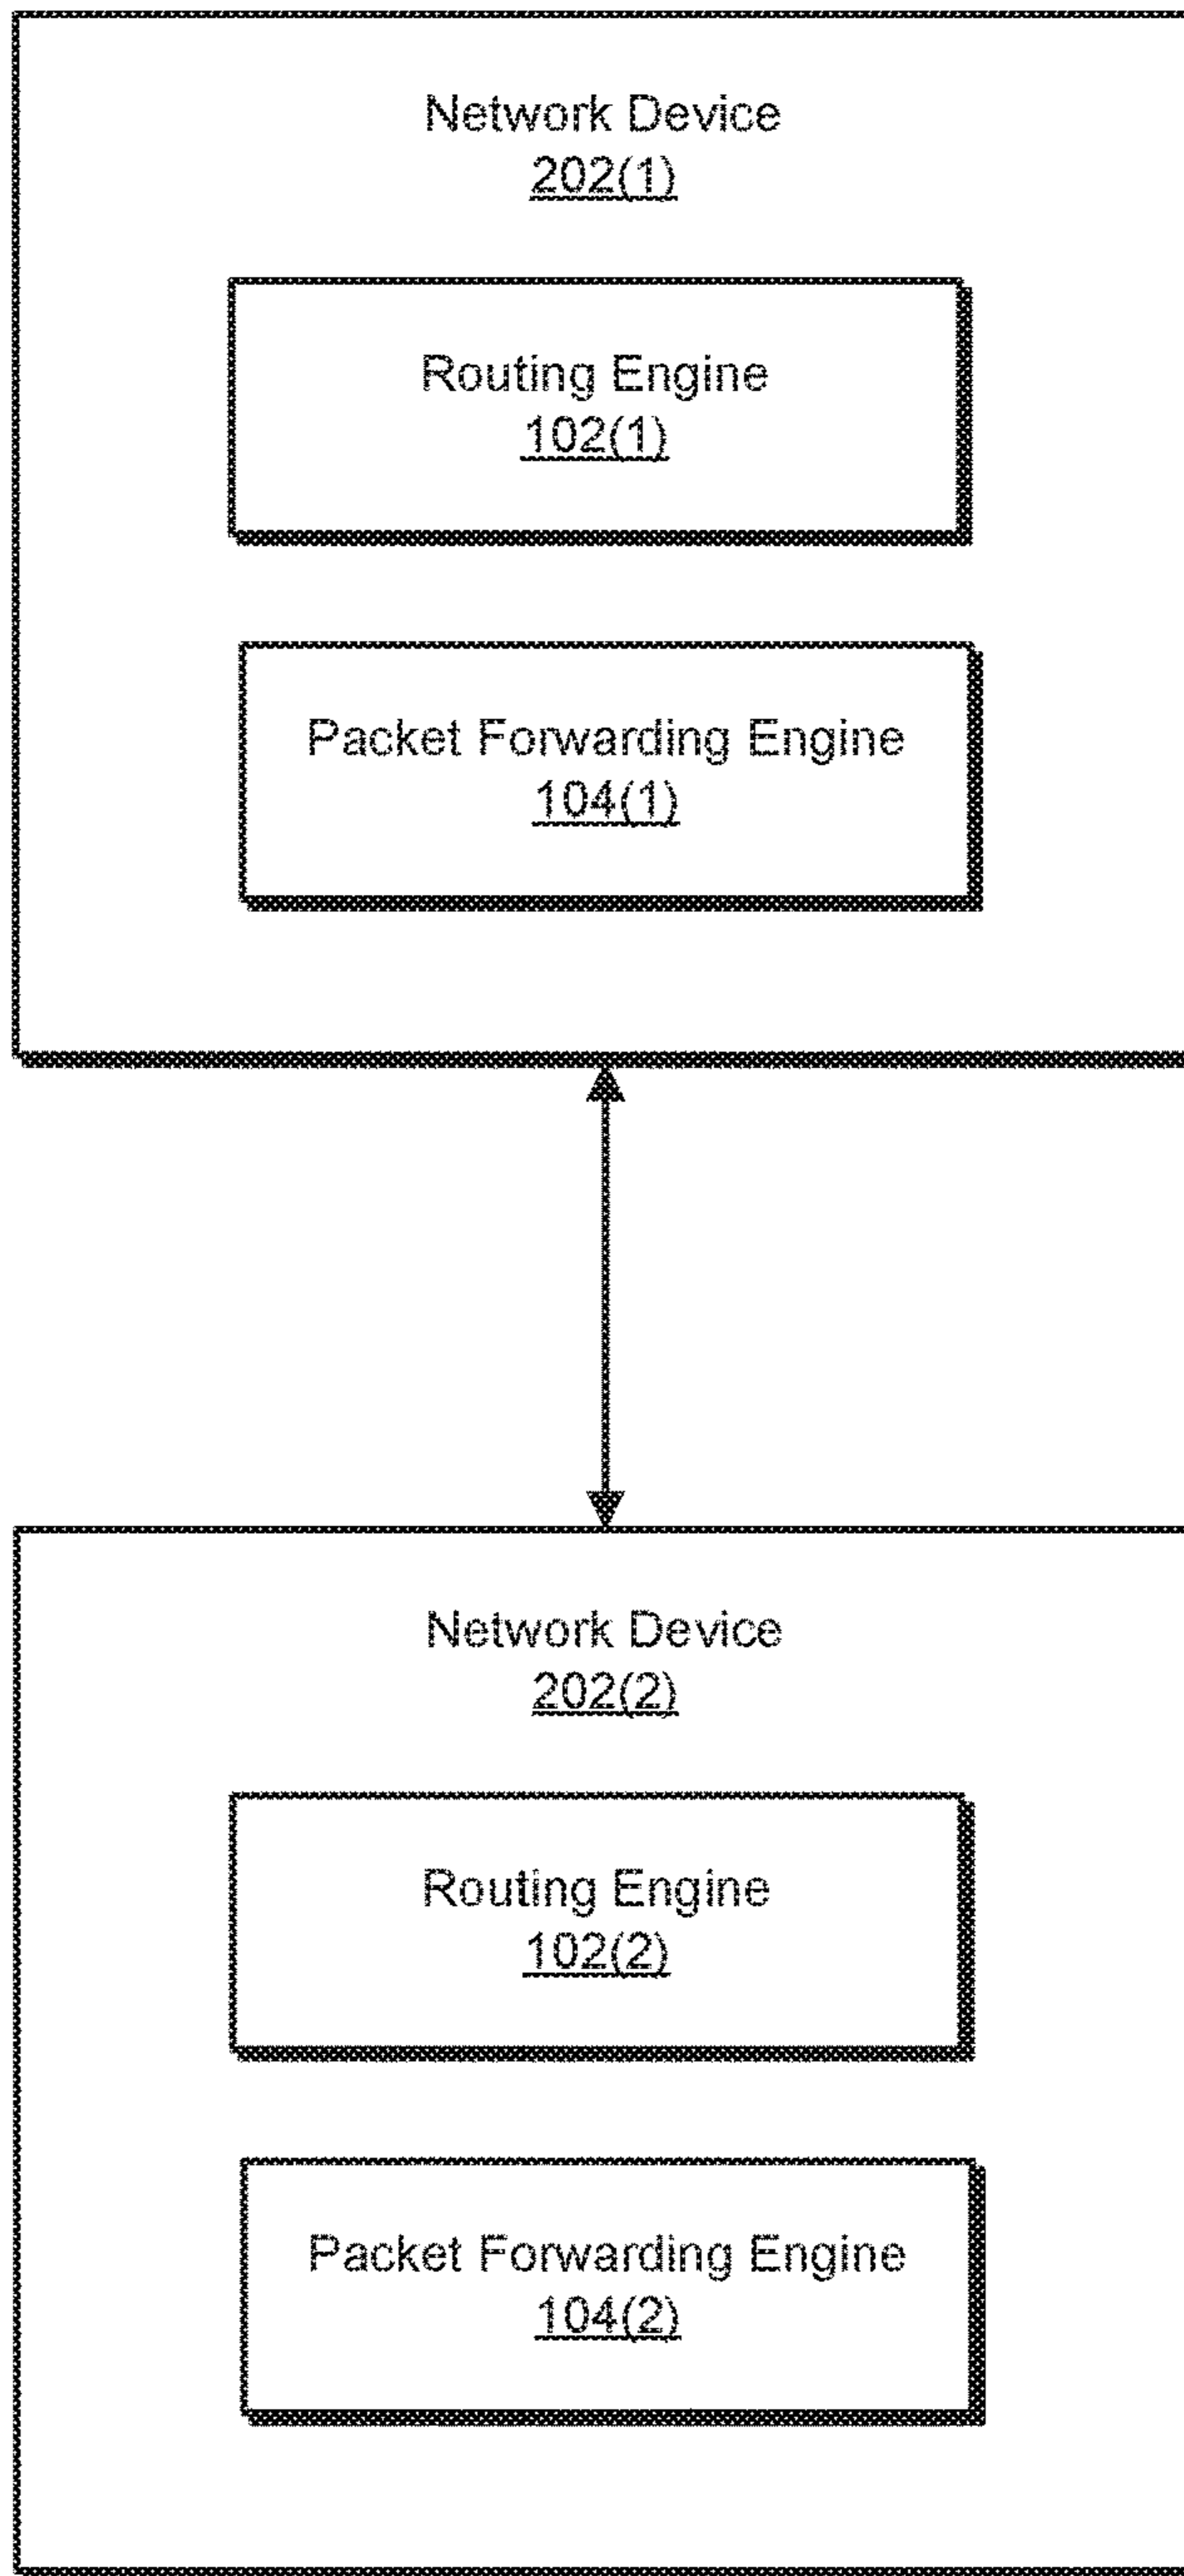 Network Device
202(1)
Routing Engine
102(1)
Packet Forwarding Engine
104(1)
Network Device
202(2)
Routing Engine
102(2)
Packet Forwarding Engine
104(2)